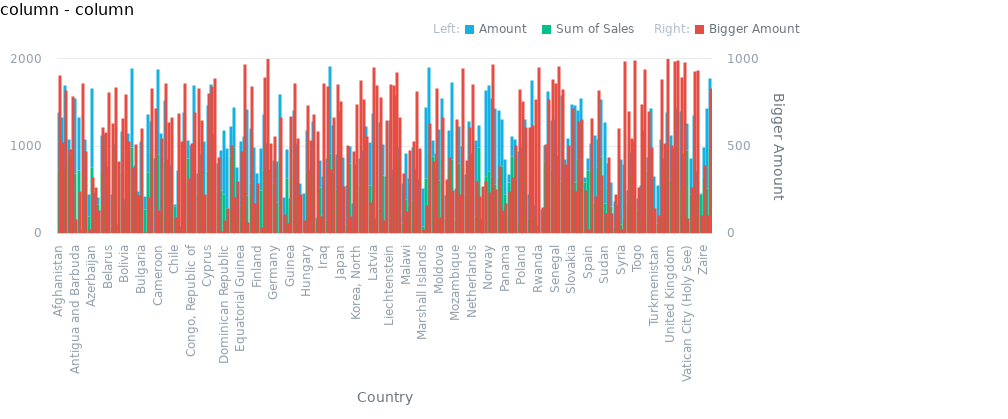 column - column
Left: Amount Sum of Sales Right: Bigger Amount
2000
1000
0
1000
500
0
Bigger Amount
Afghanistan
Antigua and Barbuda
Azerbaijan
Belarus
Bolivia
Bulgaria
Cameroon
Chile
Congo, Republic of
Cyprus
Dominican Republic
Equatorial Guinea
Finland
Germany
Guinea
Hungary
Iraq
Japan
Korea, North
Latvia
Liechtenstein
Malawi
Marshall Islands
Moldova
Mozambique
Netherlands
Norway
Panama
Poland
Rwanda
Senegal
Slovakia
Spain
Sudan
Syria
Togo
Turkmenistan
United Kingdom
Vatican City (Holy See)
Zaire
Country